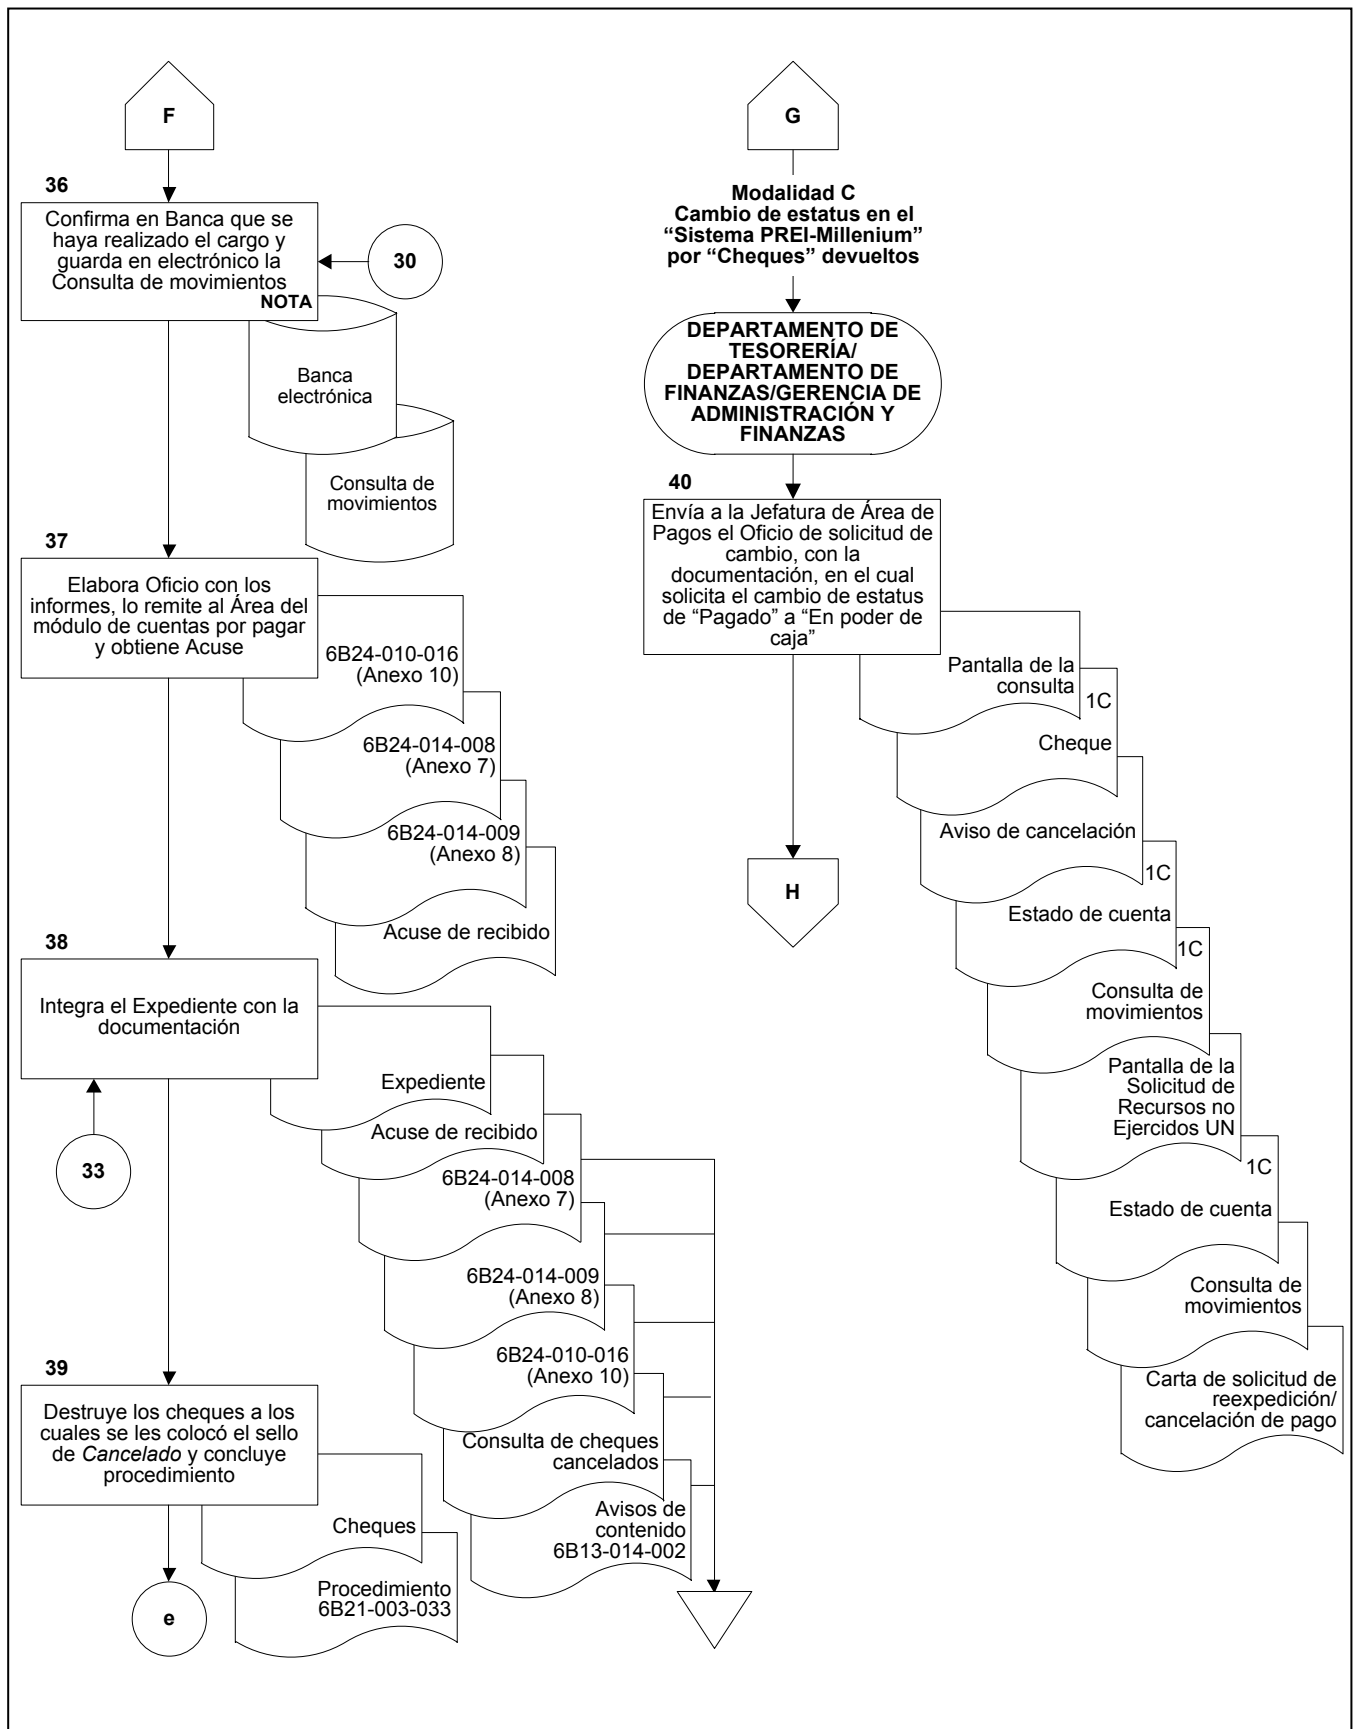 F
36
Confirma en Banca que se
haya realizado el cargo y
guarda en electrónico la
Consulta de movimientos
NOTA
30
Banca
electrónica
Consulta de
movimientos
37
Elabora Oficio con los
informes, lo remite al Área del
módulo de cuentas por pagar
y obtiene Acuse
6B24-010-016
(Anexo 10)
6B24-014-008
(Anexo 7)
6B24-014-009
(Anexo 8)
Acuse de recibido
38
Integra el Expediente con la
documentación
33
Expediente
Acuse de recibido
6B24-014-008
(Anexo 7)
6B24-014-009
(Anexo 8)
6B24-010-016
(Anexo 10)
Consulta de cheques
cancelados
Avisos de
contenido
6B13-014-002
39
Destruye los cheques a los
cuales se les colocó el sello
de Cancelado y concluye
procedimiento
Cheques
Procedimiento
6B21-003-033
e
G
Modalidad C
Cambio de estatus en el
“Sistema PREI-Millenium”
por “Cheques” devueltos
DEPARTAMENTO DE
TESORERÍA/
DEPARTAMENTO DE
FINANZAS/GERENCIA DE
ADMINISTRACIÓN Y
FINANZAS
40
Envía a la Jefatura de Área de
Pagos el Oficio de solicitud de
cambio, con la
documentación, en el cual
solicita el cambio de estatus
de “Pagado” a “En poder de
caja”
Pantalla de la
consulta
1C
Cheque
Aviso de cancelación
1C
Estado de cuenta
1C
Consulta de
movimientos
Pantalla de la
Solicitud de
Recursos no
Ejercidos UN
1C
Estado de cuenta
Consulta de
movimientos
Carta de solicitud de
reexpedición/
cancelación de pago
H